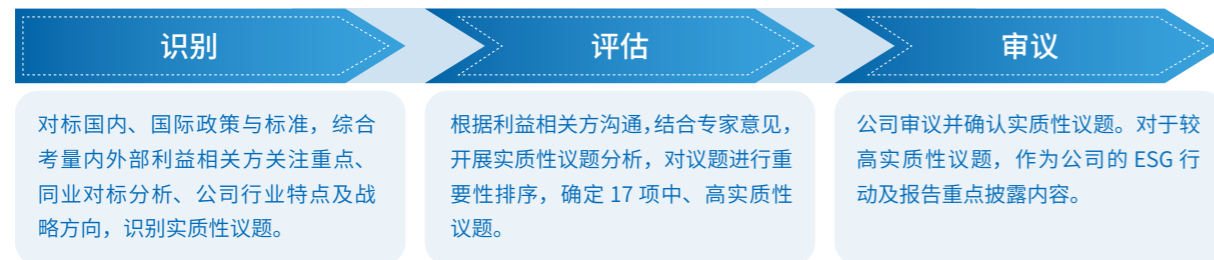 识别
对标国内、国际政策与标准，综合
考量内外部利益相关方关注重点、
同业对标分析、公司行业特点及战
略方向，识别实质性议题。
评估
根据利益相关方沟通，结合专家意见，
开展实质性议题分析，对议题进行重
要性排序，确定 17 项中、高实质性
议题。
审议
公司审议并确认实质性议题。对于较
高实质性议题，作为公司的 ESG 行
动及报告重点披露内容。